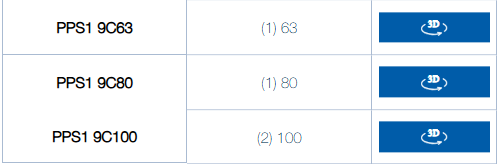 PPS1 9C63 (1) 63 3D
PPS1 9C80 (1) 80 3D
PPS1 9C100 (2) 100 3D